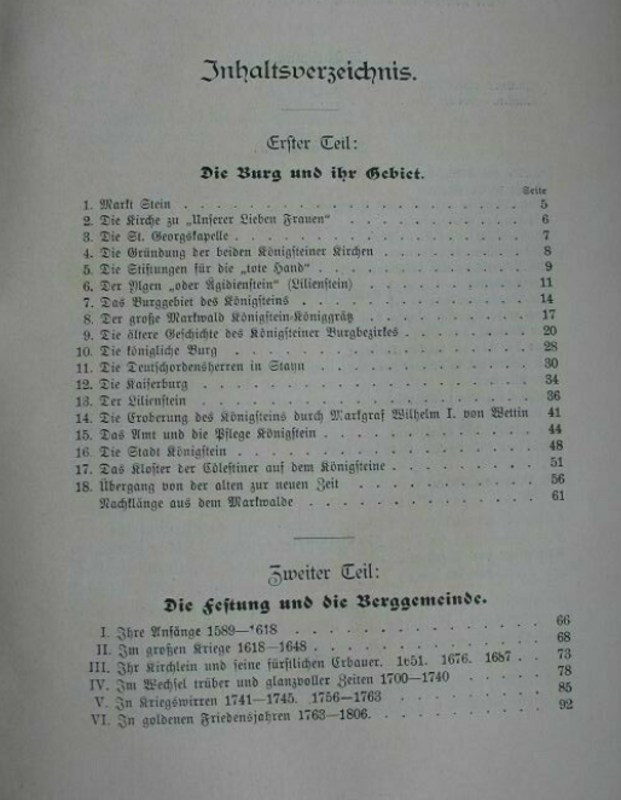 Inhaltsverzeichnis.
Erster Teil:
Die Burg und ihr Gebiet.
Seite
1. Markt Stein . . . . . . . . . . 5
2. Die Kirche zu „Unserer Lieben Frauen“ . . . . . . . . . . 6
3. Die St. Georgskapelle . . . . . . . . . . 7
4. Die Gründung der beiden Königsteiner Kirchen . . . . . . . . . . 8
5. Die Stiftungen für die „tote Hand“ . . . . . . . . . . 9
6. Der Ylgen „oder Ägidienstein“ (Lilienstein) . . . . . . . . . . 11
7. Das Burggebiet des Königsteins . . . . . . . . . . 14
8. Der große Markwald Königstein-Königgrätz . . . . . . . . . . 17
9. Die ältere Geschichte des Königsteiner Burgbezirkes . . . . . . . . . . 20
10. Die königliche Burg . . . . . . . . . . 28
11. Die Deutschordensherren in Stayn . . . . . . . . . . 30
12. Die Kaiserburg . . . . . . . . . . 34
13. Der Lilienstein . . . . . . . . . . 36
14. Die Eroberung des Königsteins durch Markgraf Wilhelm I. von Wettin 41
15. Das Amt und die Pflege Königstein . . . . . . . . . . 44
16. Die Stadt Königstein . . . . . . . . . . 48
17. Das Kloster der Cölestiner auf dem Königsteine . . . . . . . . . . 51
18. Übergang von der alten zur neuen Zeit . . . . . . . . . . 56
Nachklänge aus dem Markwalde . . . . . . . . . . 61
Zweiter Teil:
Die Festung und die Berggemeinde.
I. Ihre Anfänge 1589—1618 . . . . . . . . . . 66
II. Im großen Kriege 1618—1648 . . . . . . . . . . 68
III. Ihr Kirchlein und seine fürstlichen Erbauer. 1651. 1676. 1687 . . 73
IV. Im Wechsel trüber und glanzvoller Zeiten 1700—1740 . . . . . . . . . . 78
V. In Kriegswirren 1741—1745. 1756—1763 . . . . . . . . . . 85
VI. In goldenen Friedensjahren 1763—1806. . . . . . . . . . . 92